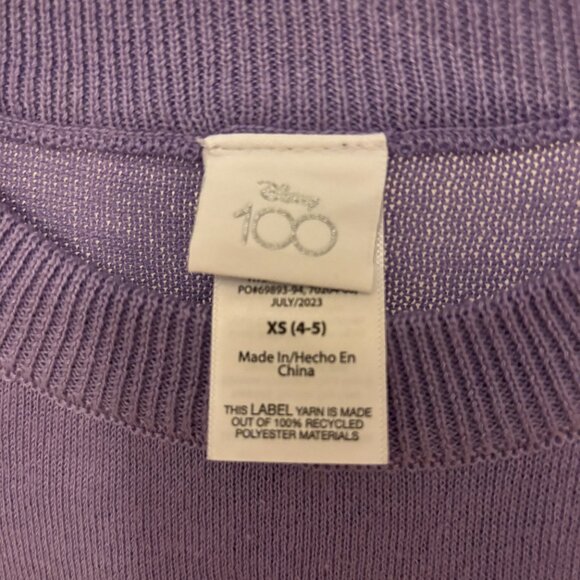 Disney
100
PO#69893-94,
JULY/2023
XS (4-5)
Made In/Hecho En
China
THIS LABEL YARN IS MADE
OUT OF 100% RECYCLED
POLYESTER MATERIALS